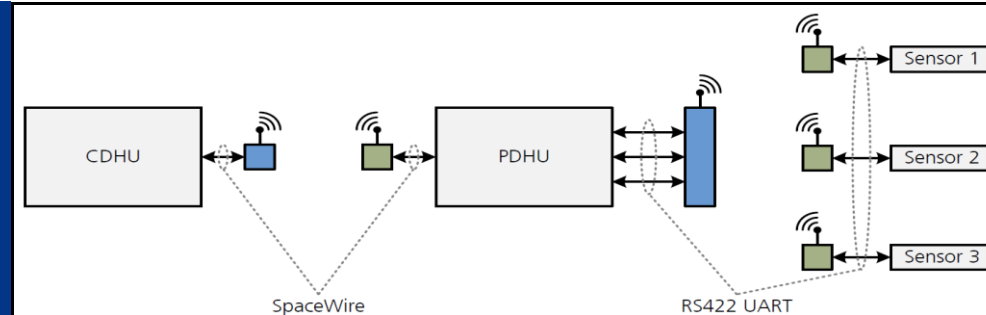 Sensor 1
CDHU
PDHU
Sensor 2
Sensor 3
SpaceWire
RS422 UART